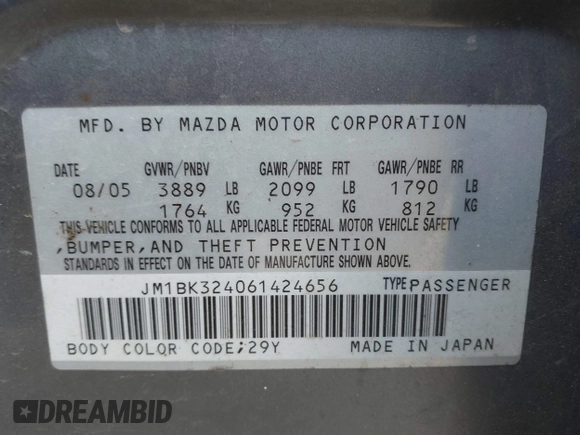 MFD. BY MAZDA MOTOR CORPORATION
DATE GVWR/PNBV GAWR/PNBE FRT GAWR/PNBE RR
08/05 3889 LB 2099 LB 1790 LB
1764 KG 952 KG 812 KG
THIS VEHICLE CONFORMS TO ALL APPLICABLE FEDERAL MOTOR VEHICLE SAFETY
,BUMPER,AND THEFT PREVENTION
STANDARDS IN EFFECT ON THE DATE OF MANUFACTURE SHOWN ABOVE.
JM1BK324061424656 TYPE PASSENGER
BODY COLOR CODE;29Y MADE IN JAPAN
DREAMBID